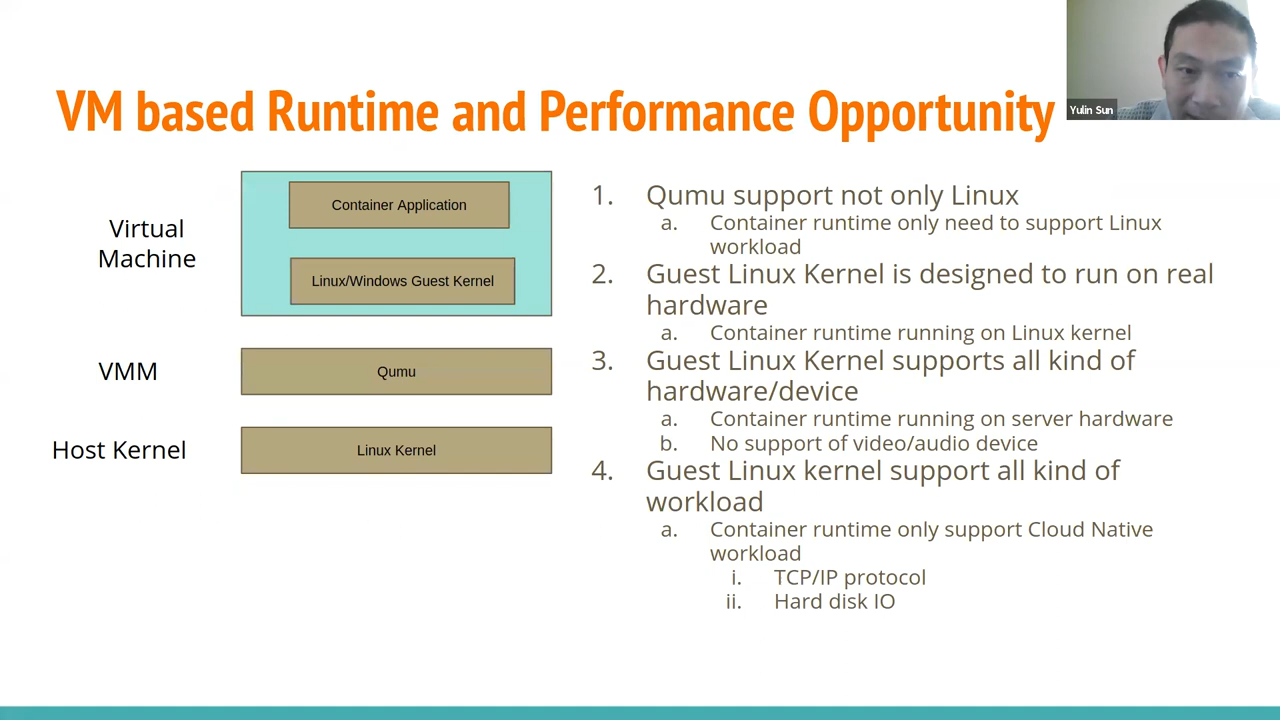 VM based Runtime and Performance Opportunity
Yulin Sun
Virtual
Machine
Container Application
Linux/Windows Guest Kernel
VMM
Qumu
Host Kernel
Linux Kernel
1. Qumu support not only Linux
a. Container runtime only need to support Linux
workload
2. Guest Linux Kernel is designed to run on real
hardware
a. Container runtime running on Linux kernel
3. Guest Linux Kernel supports all kind of
hardware/device
a. Container runtime running on server hardware
b. No support of video/audio device
4. Guest Linux kernel support all kind of
workload
a. Container runtime only support Cloud Native
workload
i. TCP/IP protocol
ii. Hard disk IO